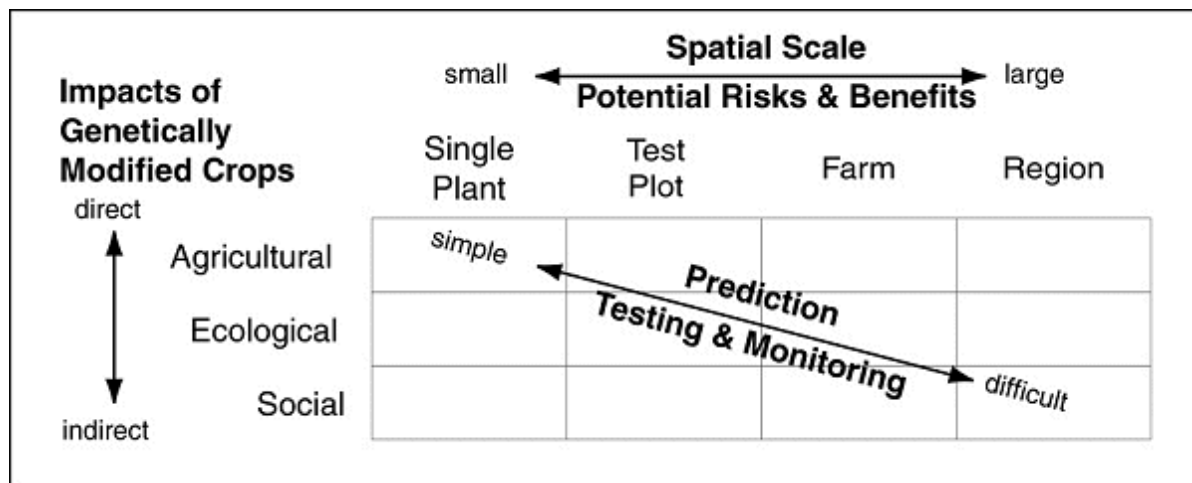 Impacts of
Genetically
Modified Crops
Spatial Scale
small
large
Potential Risks & Benefits
Single
Plant
Test
Plot
Farm
Region
direct
indirect
Agricultural
Ecological
Social
simple
Prediction
Testing & Monitoring
difficult